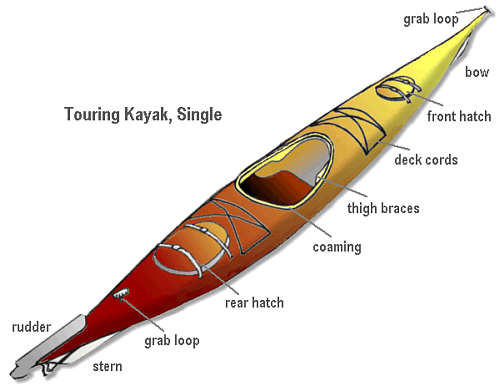 grab loop
bow
Touring Kayak, Single
front hatch
deck cords
thigh braces
coaming
rear hatch
rudder
grab loop
stern